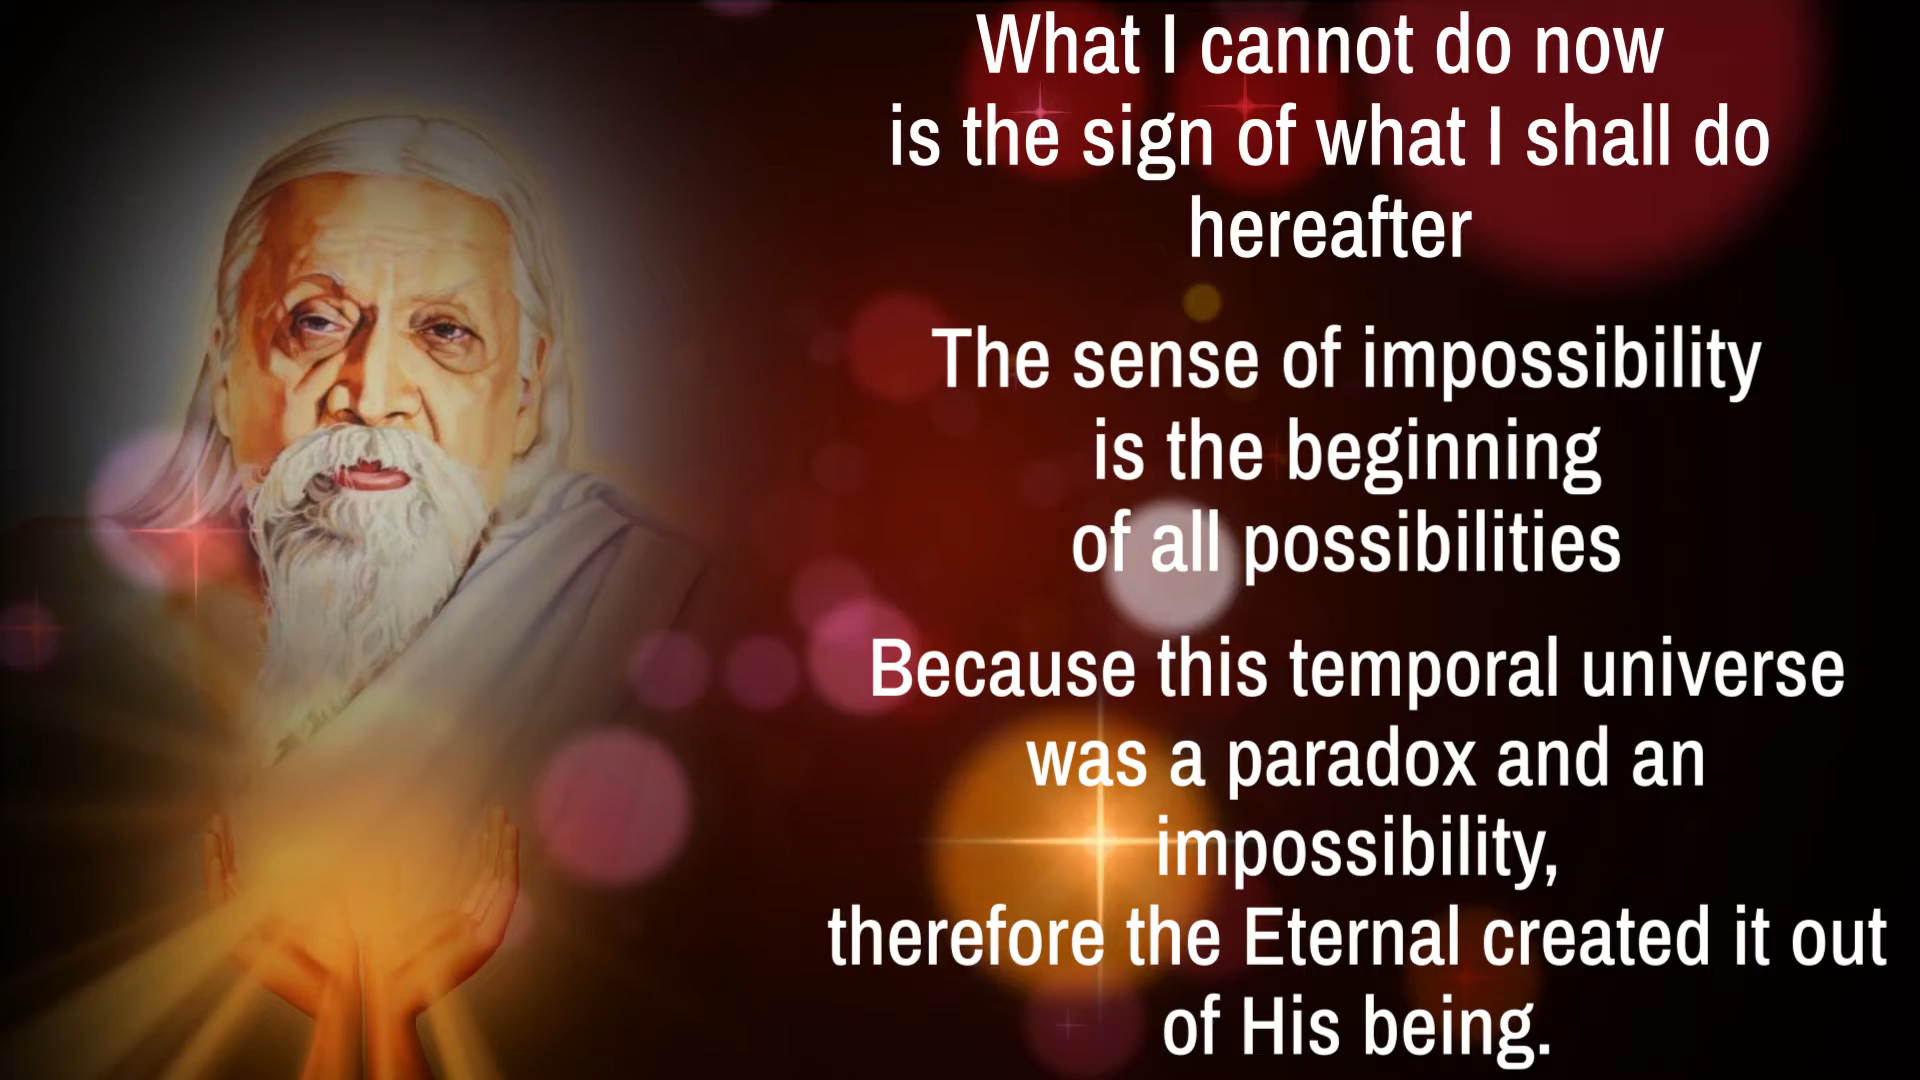 What I cannot do now
is the sign of what I shall do
hereafter
The sense of impossibility
is the beginning
of all possibilities
Because this temporal universe
was a paradox and an
impossibility,
therefore the Eternal created it out
of His being.